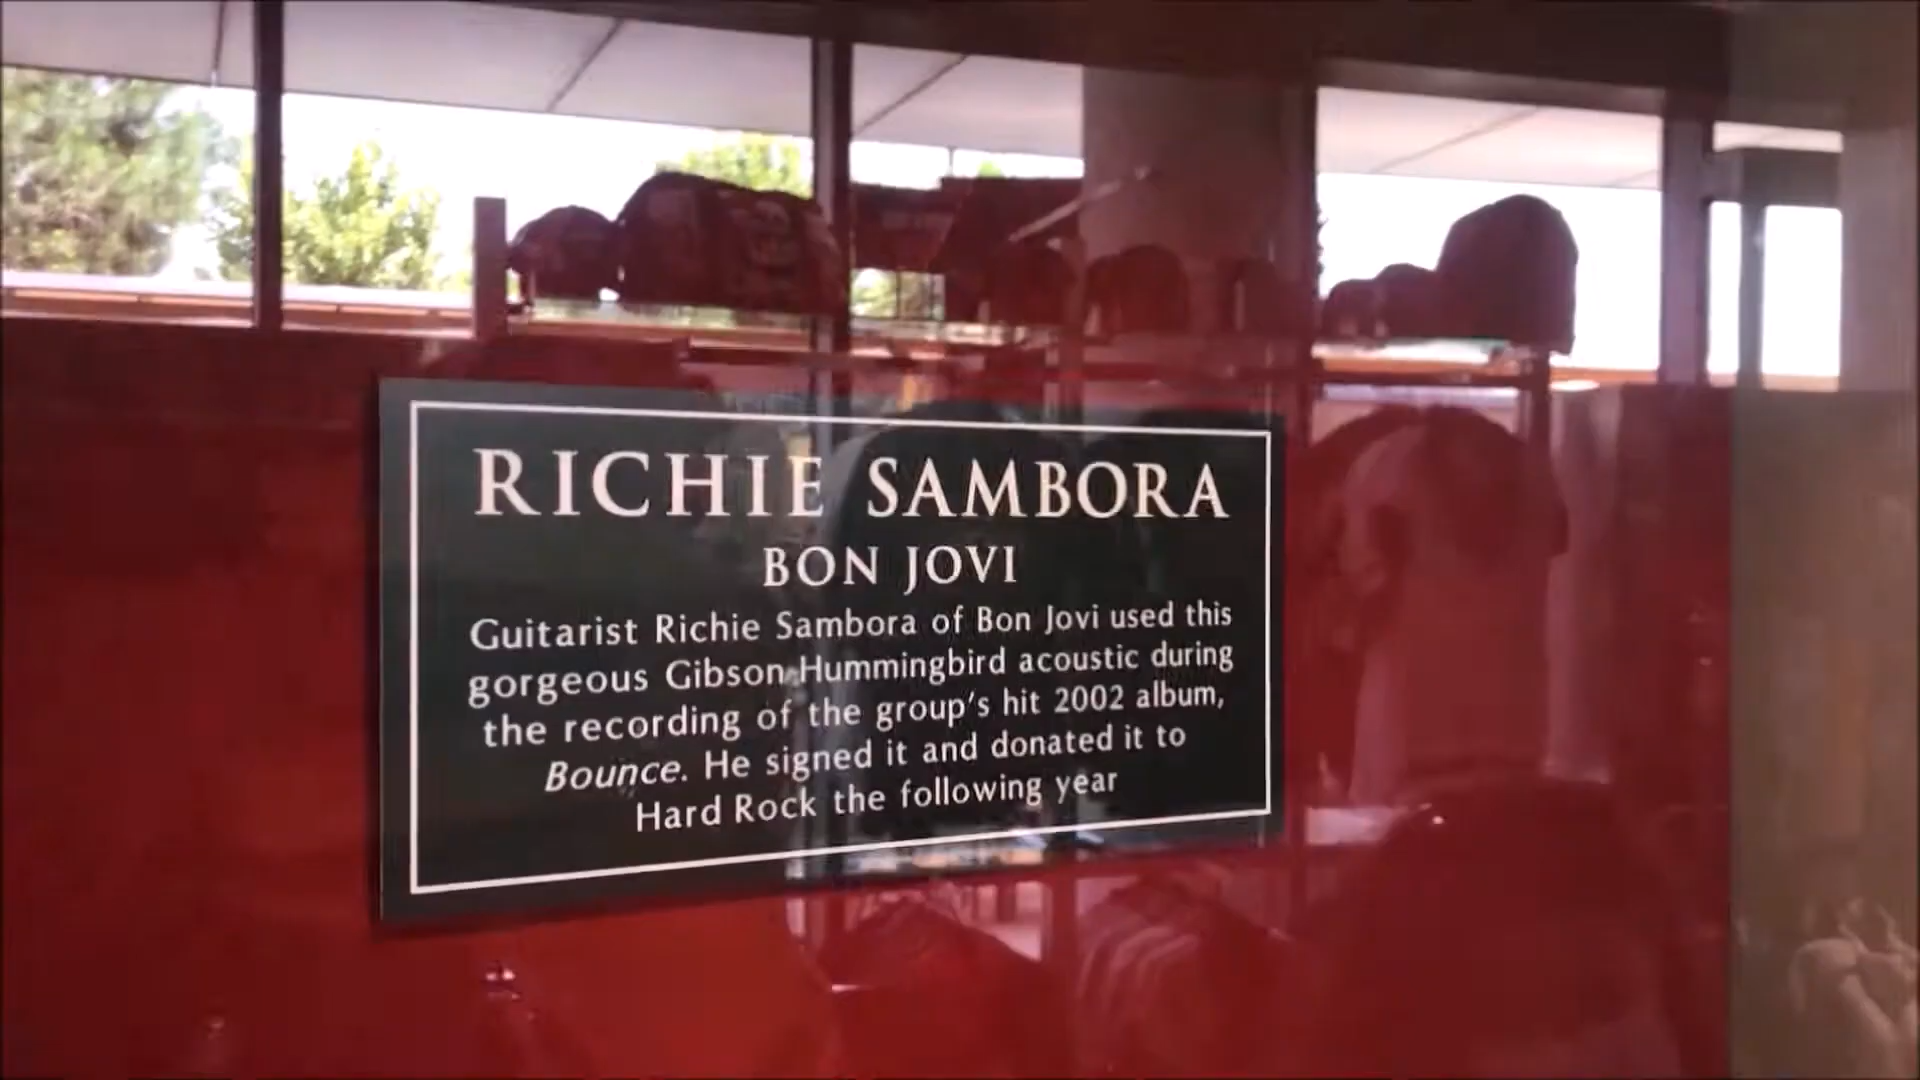 RICHIE SAMBORA
BON JOVI
Guitarist Richie Sambora of Bon Jovi used this
gorgeous Gibson Hummingbird acoustic during
the recording of the group's hit 2002 album,
Bounce. He signed it and donated it to
Hard Rock the following year